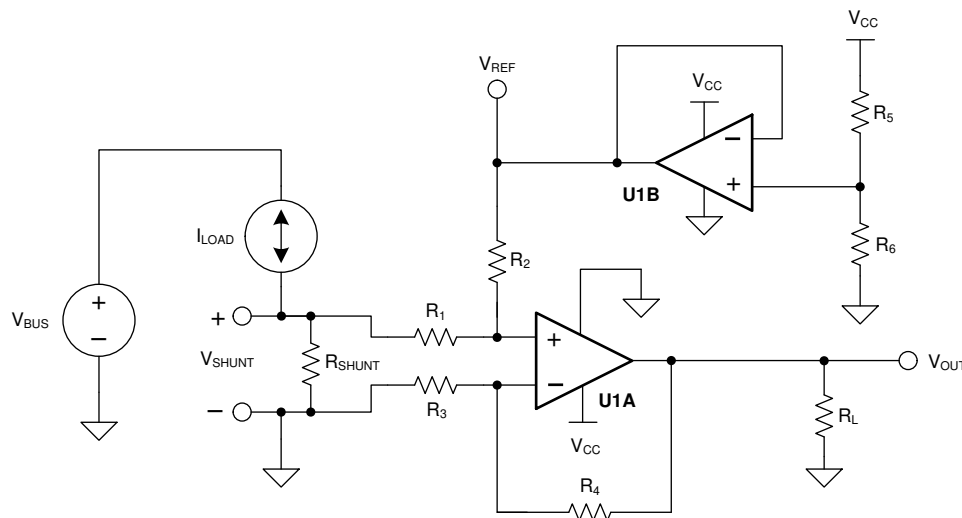 VCC
VREF
VCC
R5
−
+
U1B
R6
ILOAD
R2
VBUS
+
−
+
R1
VSHUNT
RSHUNT
+
−
VOUT
−
R3
U1A
RL
VCC
R4